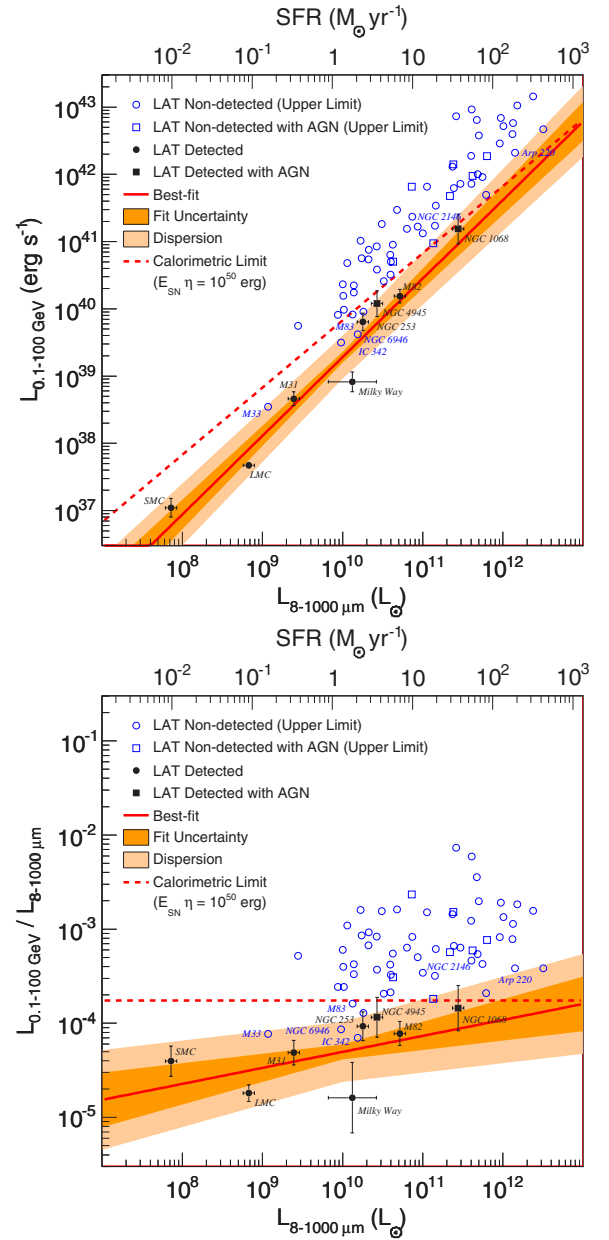 SFR (M⊙ yr⁻¹)
10⁻² 10⁻¹ 1 10 10² 10³
10⁴³
10⁴²
10⁴¹
10⁴⁰
10³⁹
10³⁸
10³⁷
L0.1-100 GeV (erg s⁻¹)
LAT Non-detected (Upper Limit)
LAT Non-detected with AGN (Upper Limit)
LAT Detected
LAT Detected with AGN
Best-fit
Fit Uncertainty
Dispersion
Calorimetric Limit
(ESN η = 10⁵⁰ erg)
Arp 220
NGC 2146
NGC 1068
M82
NGC 4945
M83
NGC 253
NGC 6946
IC 342
M31
Milky Way
M33
LMC
SMC
10⁸ 10⁹ 10¹⁰ 10¹¹ 10¹²
L8-1000 μm (L⊙)
SFR (M⊙ yr⁻¹)
10⁻² 10⁻¹ 1 10 10² 10³
10⁻¹
10⁻²
10⁻³
10⁻⁴
10⁻⁵
L0.1-100 GeV / L8-1000 μm
LAT Non-detected (Upper Limit)
LAT Non-detected with AGN (Upper Limit)
LAT Detected
LAT Detected with AGN
Best-fit
Fit Uncertainty
Dispersion
Calorimetric Limit
(ESN η = 10⁵⁰ erg)
NGC 2146
Arp 220
M83
NGC 4945
NGC 253
NGC 1068
M33
NGC 6946
M82
IC 342
SMC
M31
LMC
Milky Way
10⁸ 10⁹ 10¹⁰ 10¹¹ 10¹²
L8-1000 μm (L⊙)